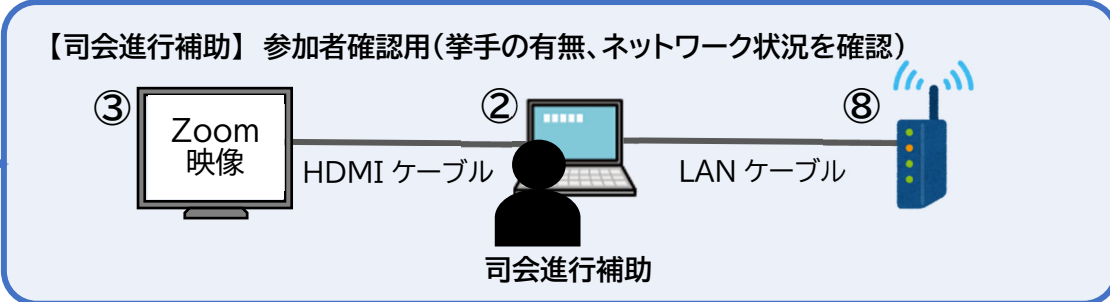 【司会進行補助】 参加者確認用(挙手の有無、ネットワーク状況を確認)
③
Zoom
映像
HDMI ケーブル
②
LAN ケーブル
⑧
司会進行補助